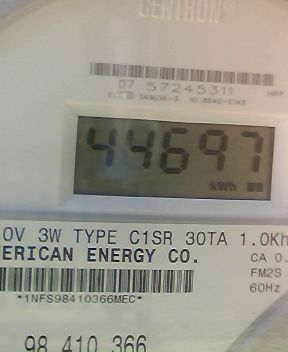 CENTRON®
07 57245311
44697
kWh
0V 3W TYPE C1SR 30TA 1.0Kh
ERICAN ENERGY CO.
CA 0.
FM2S
*1NFS98410366MEC*
60Hz
98 410 366